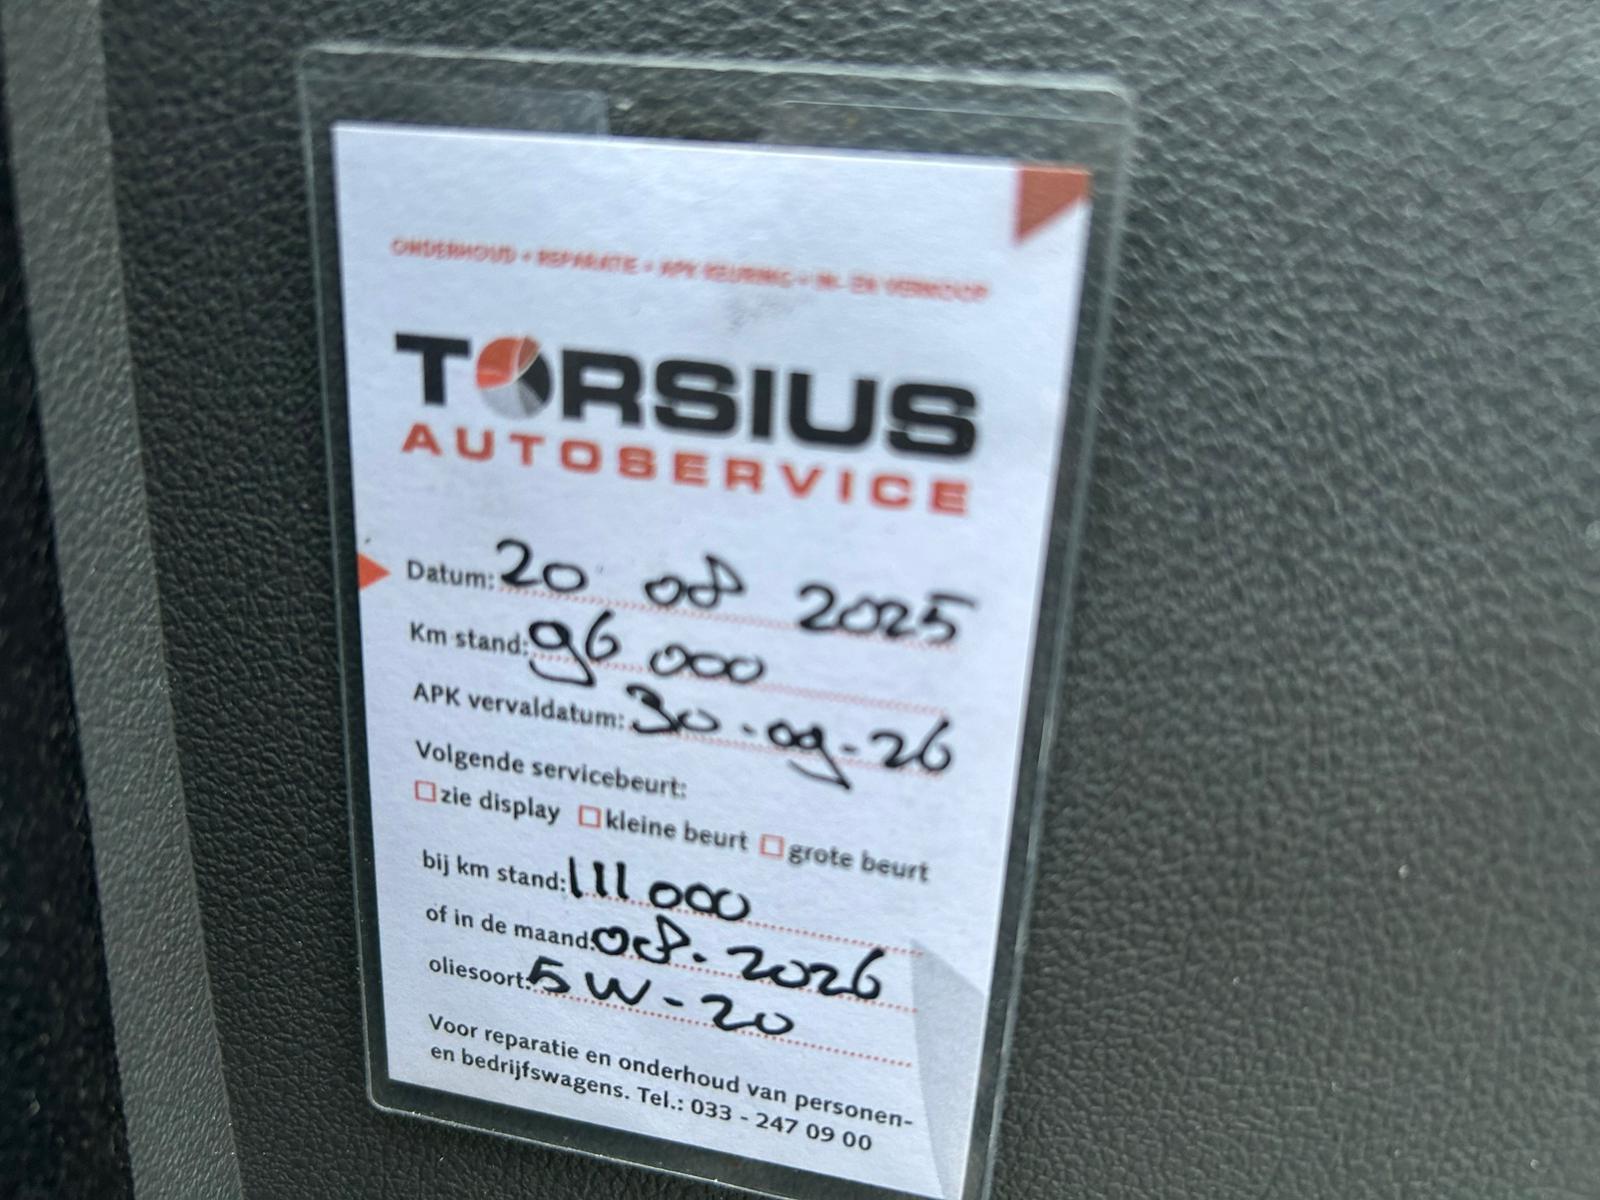 ONDERHOUD • REPARATIE • APK KEURING • IN- EN VERKOOP
TORSIUS
AUTOSERVICE
Datum: 20 08 2025
Km stand: 96 000
APK vervaldatum: 30-09-26
Volgende servicebeurt:
zie display kleine beurt grote beurt
bij km stand: 111 000
of in de maand: 08. 2026
oliesoort: 5W-20
Voor reparatie en onderhoud van personen-
en bedrijfswagens. Tel.: 033 - 247 09 00